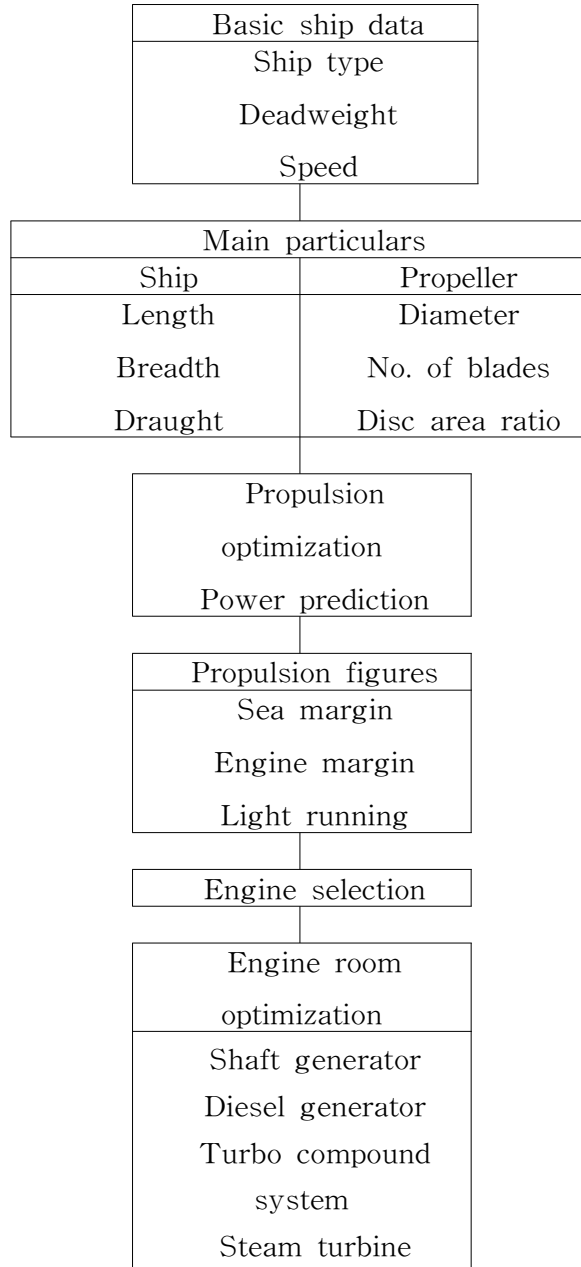 Basic ship data
Ship type
Deadweight
Speed
Main particulars
Ship
Propeller
Length
Diameter
Breadth
No. of blades
Draught
Disc area ratio
Propulsion
optimization
Power prediction
Propulsion figures
Sea margin
Engine margin
Light running
Engine selection
Engine room
optimization
Shaft generator
Diesel generator
Turbo compound
system
Steam turbine